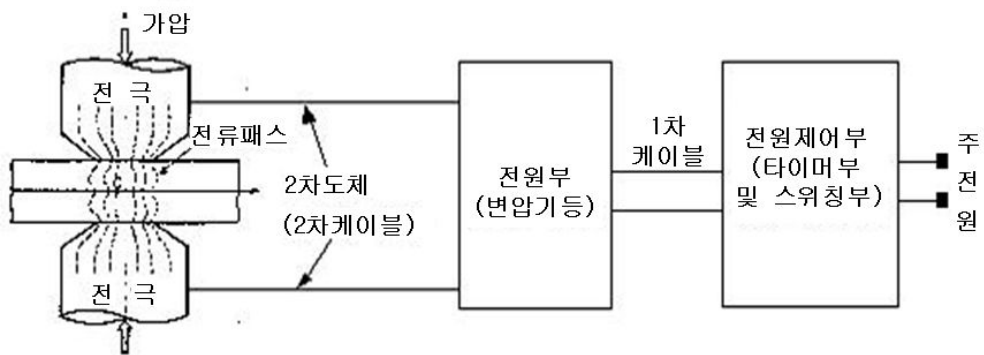 가압
전 극
전류패스
2차도체
(2차케이블)
전 극
전원부
(변압기등)
1차
케이블
전원제어부
(타이머부
및 스위칭부)
주
전
원